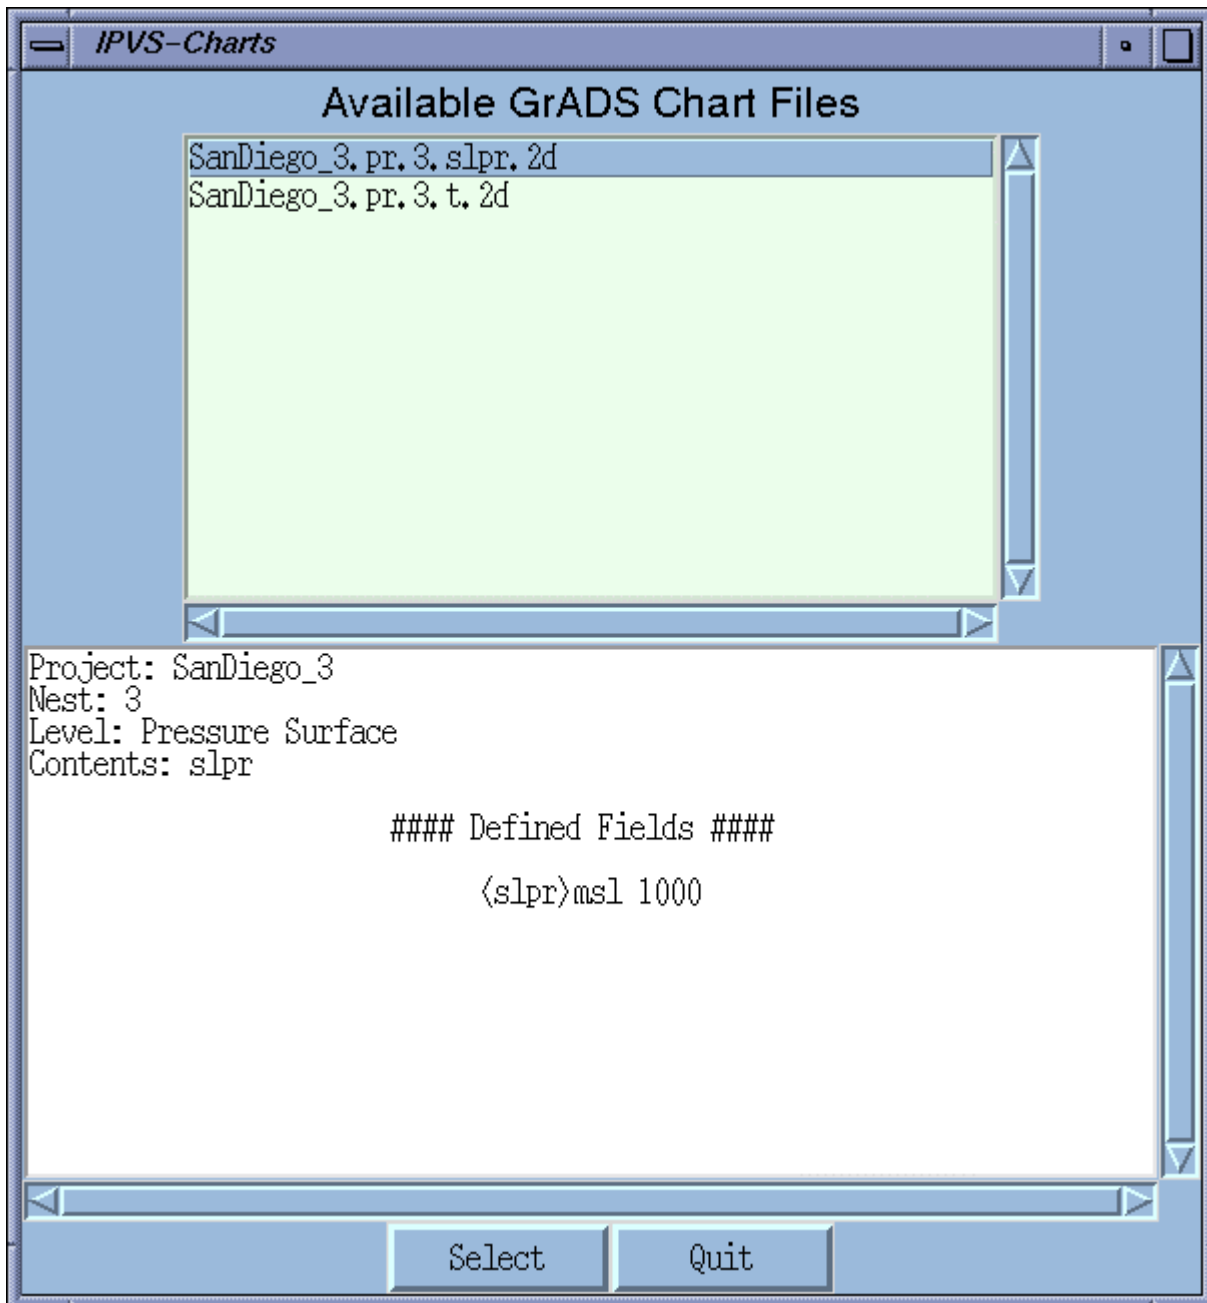 IPVS-Charts
Available GrADS Chart Files
SanDiego_3.pr.3.slpr.2d
SanDiego_3.pr.3.t.2d
Project: SanDiego_3
Nest: 3
Level: Pressure Surface
Contents: slpr
#### Defined Fields ####
<slpr>msl 1000
Select
Quit